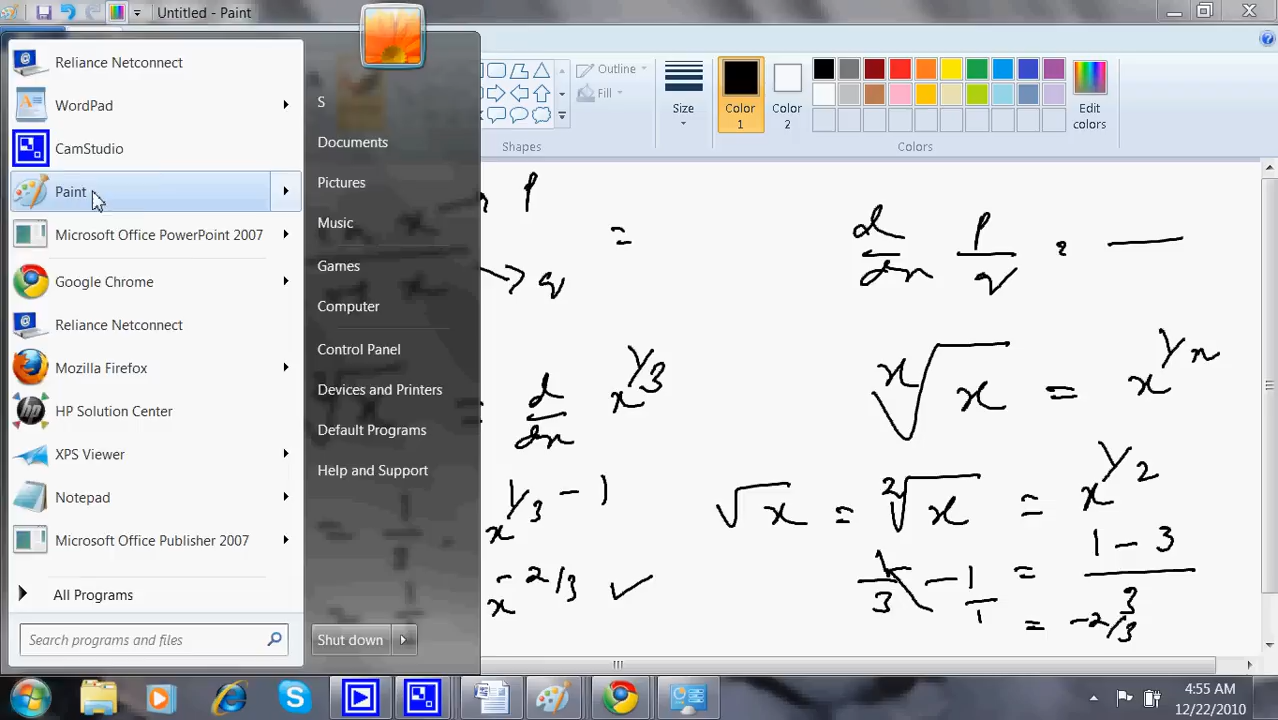 Untitled - Paint
Reliance Netconnect
WordPad
CamStudio
Paint
Microsoft Office PowerPoint 2007
Google Chrome
Reliance Netconnect
Mozilla Firefox
HP Solution Center
XPS Viewer
Notepad
Microsoft Office Publisher 2007
All Programs
Search programs and files
S
Documents
Pictures
Music
Games
Computer
Control Panel
Devices and Printers
Default Programs
Help and Support
Shut down
Outline
Fill
Shapes
Size
Color 1
Color 2
Edit colors
Colors
p =
→ q
= d/dx x^1/3
x^1/3 - 1
x^-2/3 ✓
d/dx p/q = —
x√x = x^1/x
√x = 2√x = x^1/2
1/3 - 1/1 = 1 - 3 / 3
= -2/3
4:55 AM
12/22/2010